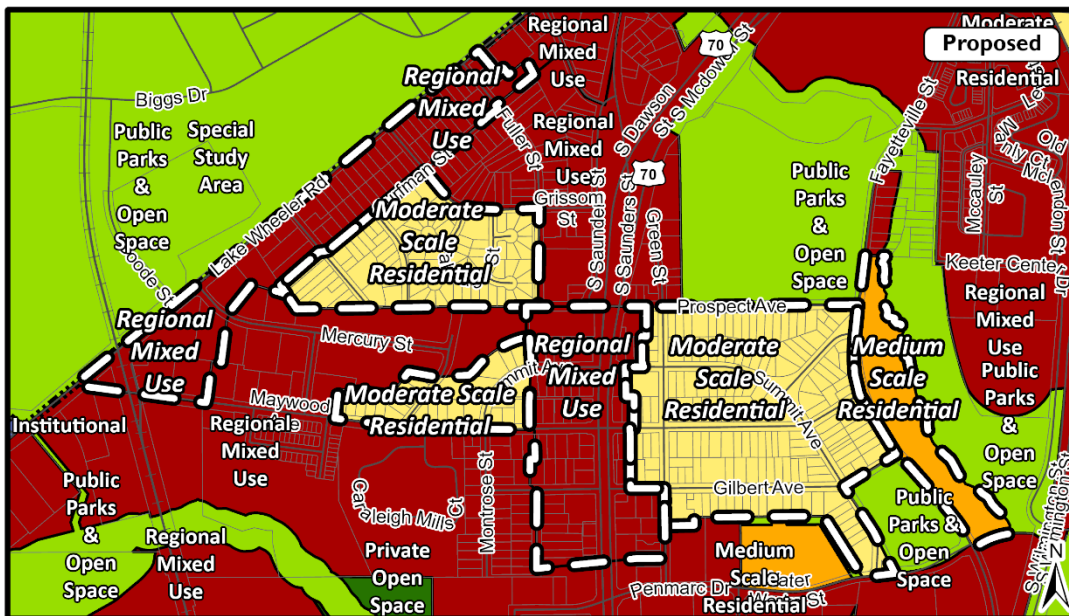 Proposed
Moderate
Residential
Regional
Mixed
Use
Regional
Mixed
Use
Regional
Mixed
Use
70
70
Biggs Dr
Public
Parks
&
Open
Space
Special
Study
Area
Lake Wheeler Rd
Fuller St
S Dawson St
S Mcdowell St
Fayetteville St
Grissom
St
S Saunders St
S Saunders St
Green St
Moderate
Scale
Residential
Public
Parks
&
Open
Space
Mccauley
St
Keeter Center Dr
Regional
Mixed
Use
Prospect Ave
Regional
Mixed
Use
Mercury St
Regional
Mixed
Use
Moderate
Scale
Residential
Summit Ave
Medium
Scale
Residential
Public
Parks
&
Open
Space
Moderate Scale
Residential
Maywood
Institutional
Regional
Mixed
Use
Montrose St
Caraleigh Mills Ct
Gilbert Ave
Public
Parks
&
Open
Space
Regional
Mixed
Use
Private
Open
Space
Public
Parks &
Open
Space
Medium
Scale
Residential
Penmarc Dr
S Wilmington St
N